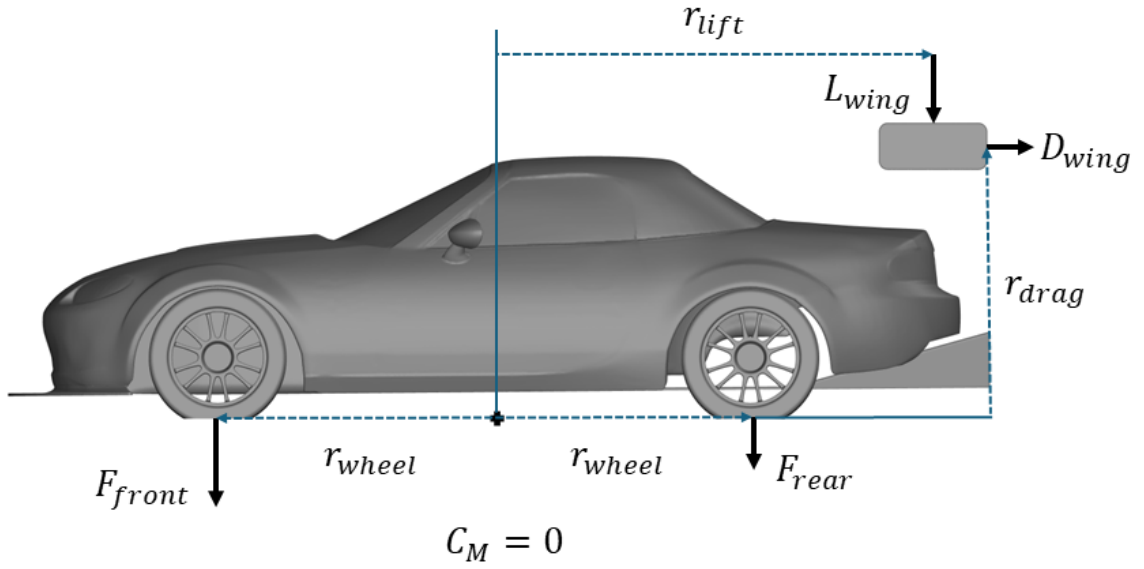 r_lift
L_wing
D_wing
r_drag
r_wheel
r_wheel
F_front
F_rear
C_M = 0